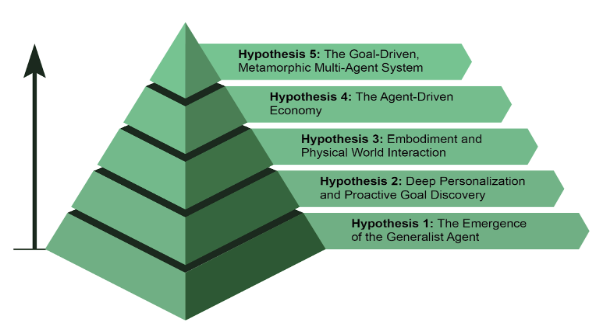 Hypothesis 5: The Goal-Driven,
Metamorphic Multi-Agent System
Hypothesis 4: The Agent-Driven
Economy
Hypothesis 3: Embodiment and
Physical World Interaction
Hypothesis 2: Deep Personalization
and Proactive Goal Discovery
Hypothesis 1: The Emergence
of the Generalist Agent